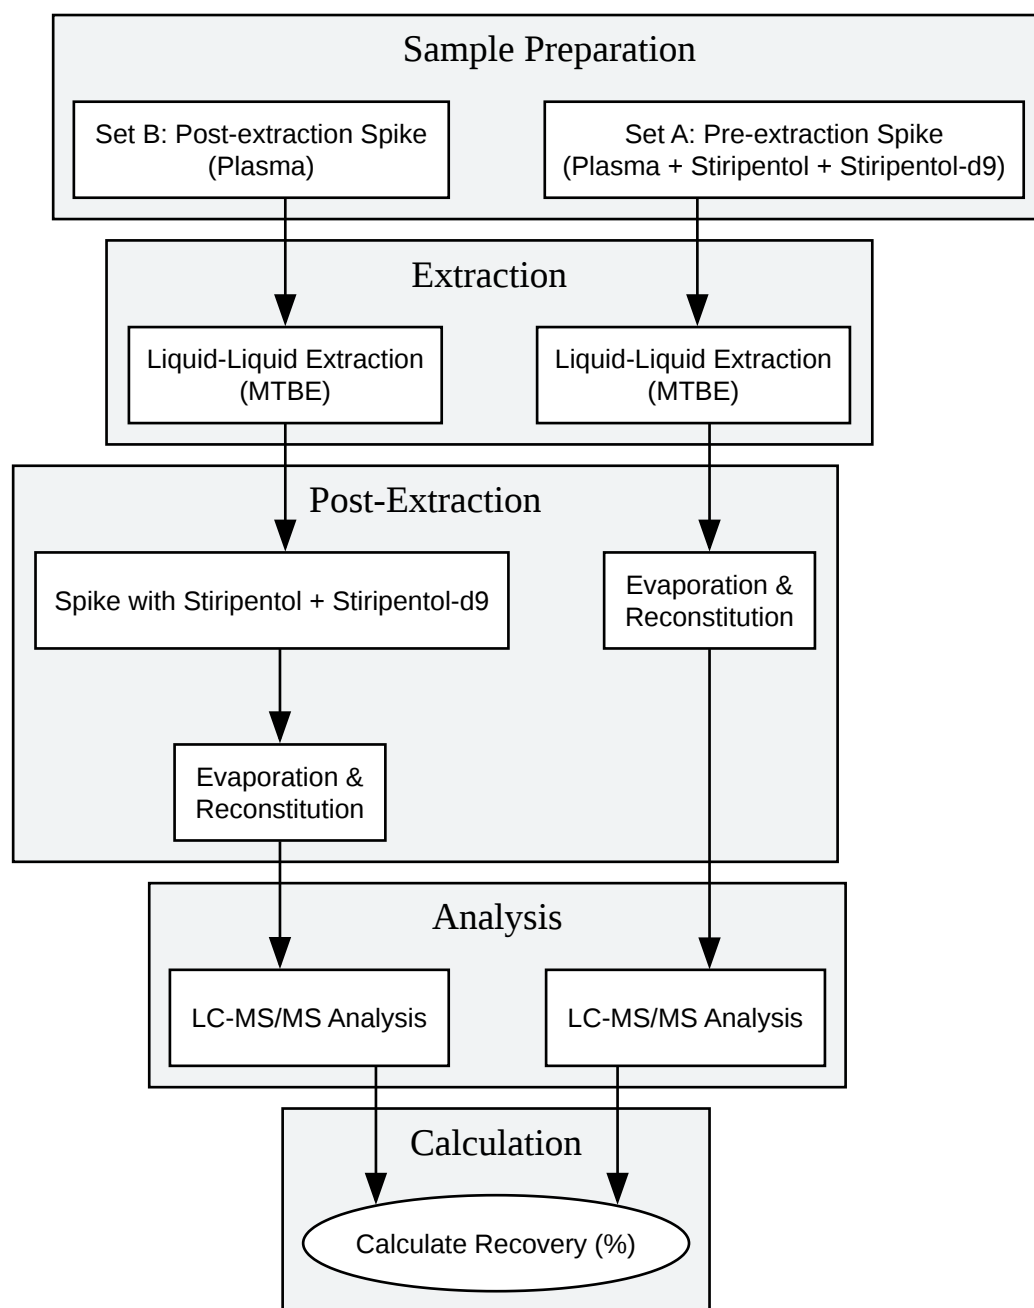 Sample Preparation
Set B: Post-extraction Spike
(Plasma)
Set A: Pre-extraction Spike
(Plasma + Stiripentol + Stiripentol-d9)
Extraction
Liquid-Liquid Extraction
(MTBE)
Liquid-Liquid Extraction
(MTBE)
Post-Extraction
Spike with Stiripentol + Stiripentol-d9
Evaporation &
Reconstitution
Evaporation &
Reconstitution
Analysis
LC-MS/MS Analysis
LC-MS/MS Analysis
Calculation
Calculate Recovery (%)